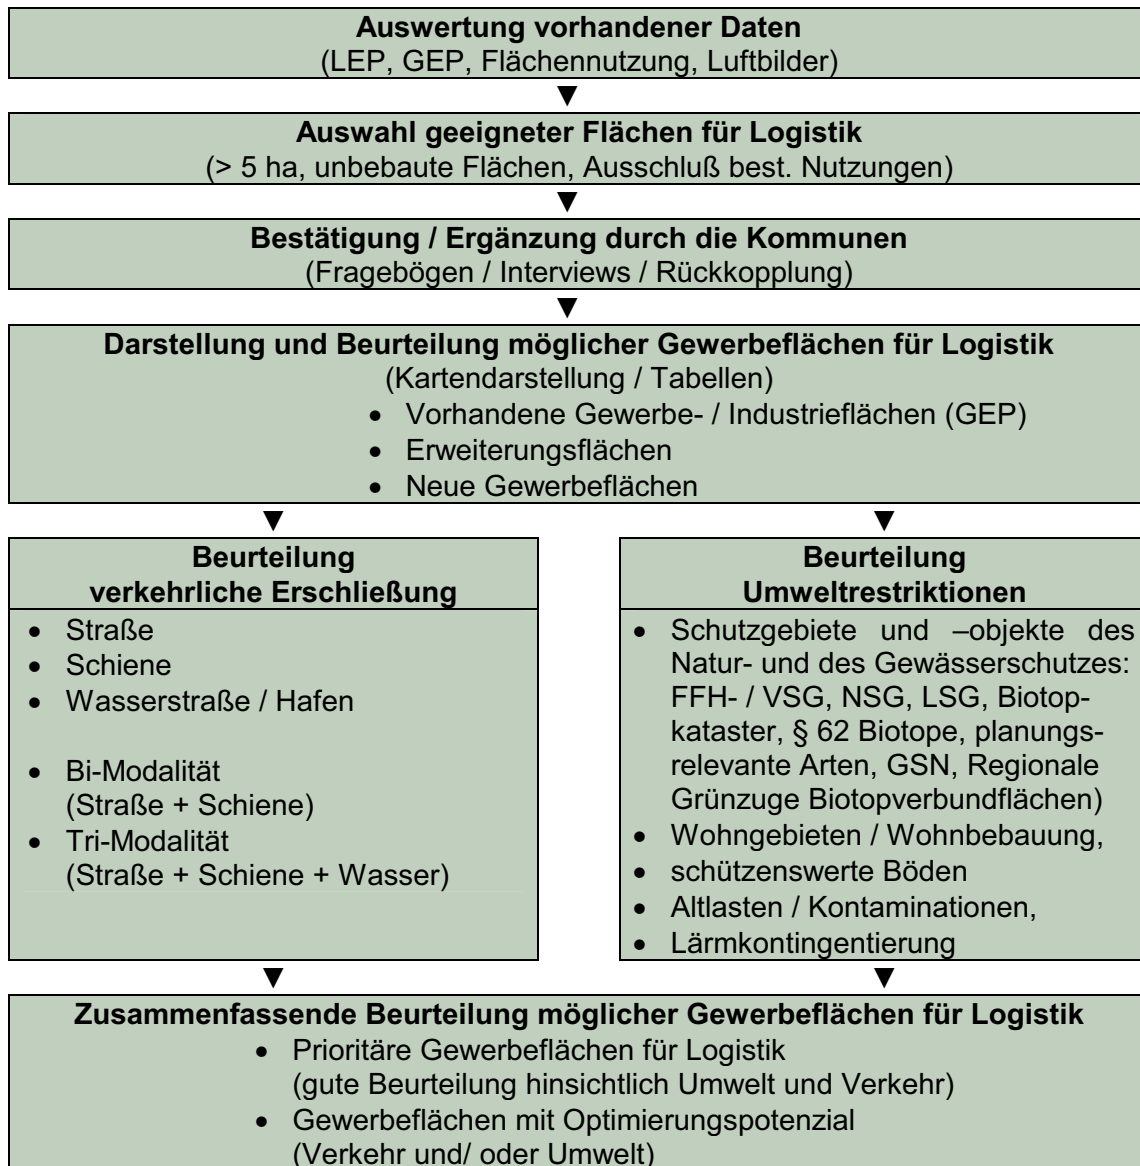 Auswertung vorhandener Daten
(LEP, GEP, Flächennutzung, Luftbilder)
▼
Auswahl geeigneter Flächen für Logistik
(> 5 ha, unbebaute Flächen, Ausschluß best. Nutzungen)
▼
Bestätigung / Ergänzung durch die Kommunen
(Fragebögen / Interviews / Rückkopplung)
▼
Darstellung und Beurteilung möglicher Gewerbeflächen für Logistik
(Kartendarstellung / Tabellen)
• Vorhandene Gewerbe- / Industrieflächen (GEP)
• Erweiterungsflächen
• Neue Gewerbeflächen
▼
Beurteilung
verkehrliche Erschließung
• Straße
• Schiene
• Wasserstraße / Hafen
• Bi-Modalität
(Straße + Schiene)
• Tri-Modalität
(Straße + Schiene + Wasser)
▼
Beurteilung
Umweltrestriktionen
• Schutzgebiete und –objekte des
Natur- und des Gewässerschutzes:
FFH- / VSG, NSG, LSG, Biotop-
kataster, § 62 Biotope, planungs-
relevante Arten, GSN, Regionale
Grünzuge Biotopverbundflächen)
• Wohngebieten / Wohnbebauung,
• schützenswerte Böden
• Altlasten / Kontaminationen,
• Lärmkontingentierung
▼ ▼
Zusammenfassende Beurteilung möglicher Gewerbeflächen für Logistik
• Prioritäre Gewerbeflächen für Logistik
(gute Beurteilung hinsichtlich Umwelt und Verkehr)
• Gewerbeflächen mit Optimierungspotenzial
(Verkehr und/ oder Umwelt)